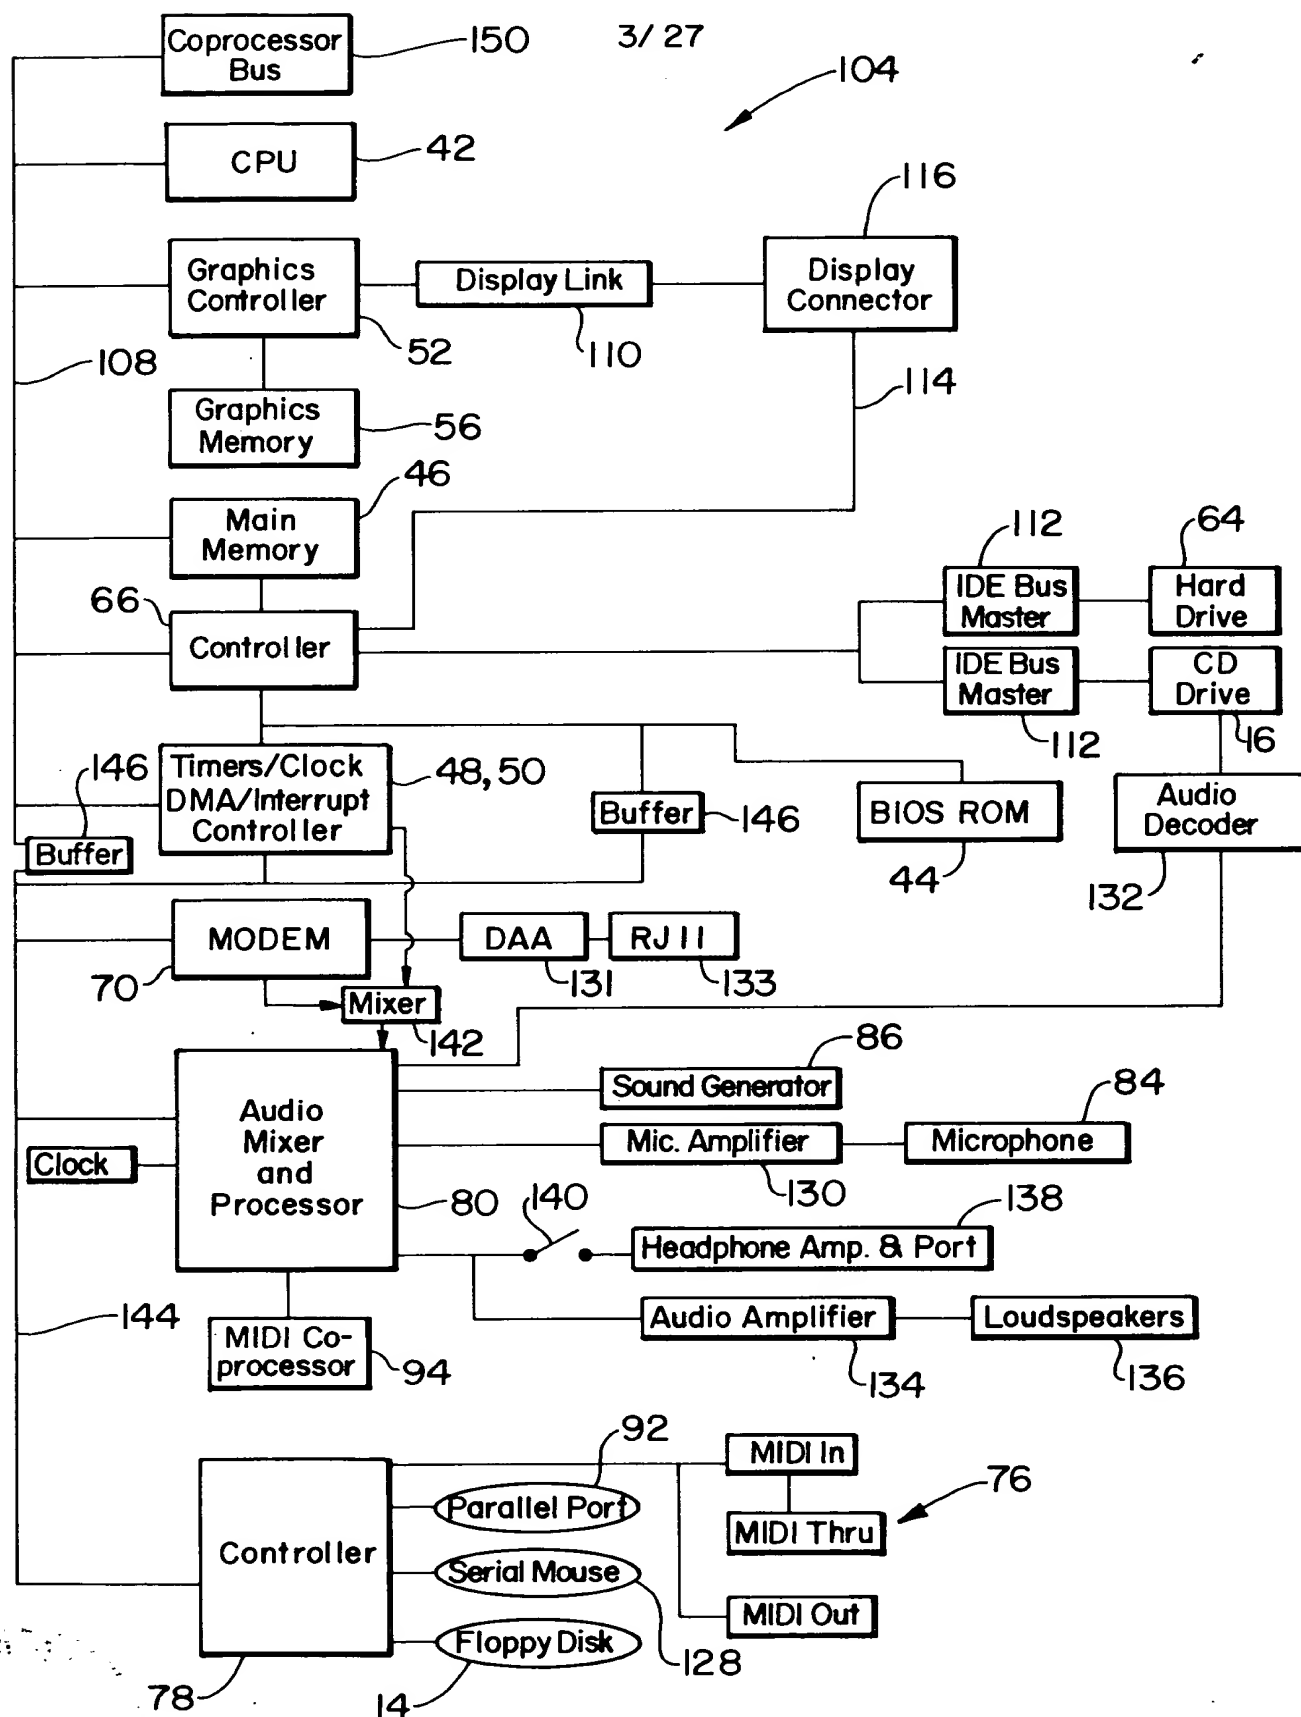 3/27
Coprocessor
Bus
150
104
CPU
42
116
Graphics
Controller
52
Display Link
110
Display
Connector
108
114
Graphics
Memory
56
46
Main
Memory
112
64
IDE Bus
Master
Hard
Drive
66
Controller
IDE Bus
Master
CD
Drive
112
16
146
Timers/Clock
DMA/Interrupt
Controller
48, 50
Buffer
146
BIOS ROM
44
Audio
Decoder
132
Buffer
MODEM
70
DAA
131
RJ11
133
Mixer
142
86
Sound Generator
84
Audio
Mixer
and
Processor
80
Mic. Amplifier
130
Microphone
Clock
140
138
Headphone Amp. & Port
144
Audio Amplifier
134
Loudspeakers
136
MIDI Co-
processor
94
92
MIDI In
76
Parallel Port
MIDI Thru
Controller
Serial Mouse
MIDI Out
Floppy Disk
128
78
14